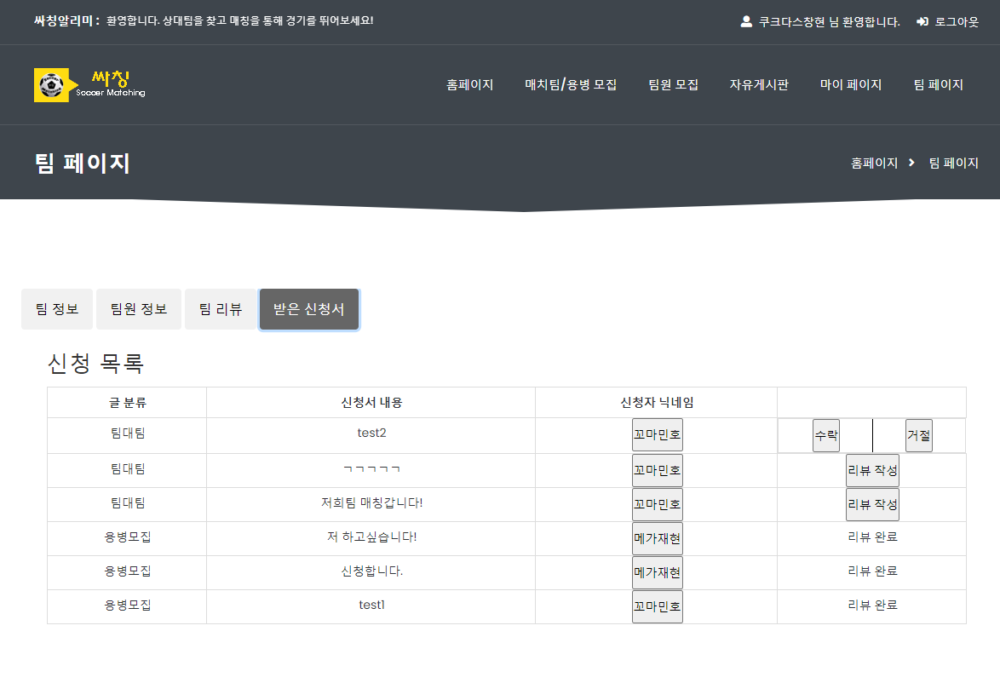 싸칭알리미 : 환영합니다. 상대팀을 찾고 매칭을 통해 경기를 뛰어보세요! 쿠크다스창현 님 환영합니다. 로그아웃
싸칭
Soccer Matching
홈페이지 매치팀/용병 모집 팀원 모집 자유게시판 마이 페이지 팀 페이지
팀 페이지 홈페이지 팀 페이지
팀 정보 팀원 정보 팀 리뷰 받은 신청서
신청 목록
글 분류 신청서 내용 신청자 닉네임
팀대팀 test2 꼬마민호 수락 거절
팀대팀 ㄱㄱㄱㄱㄱ 꼬마민호 리뷰 작성
팀대팀 저희팀 매칭갑니다! 꼬마민호 리뷰 작성
용병모집 저 하고싶습니다! 메가재현 리뷰 완료
용병모집 신청합니다. 메가재현 리뷰 완료
용병모집 test1 꼬마민호 리뷰 완료